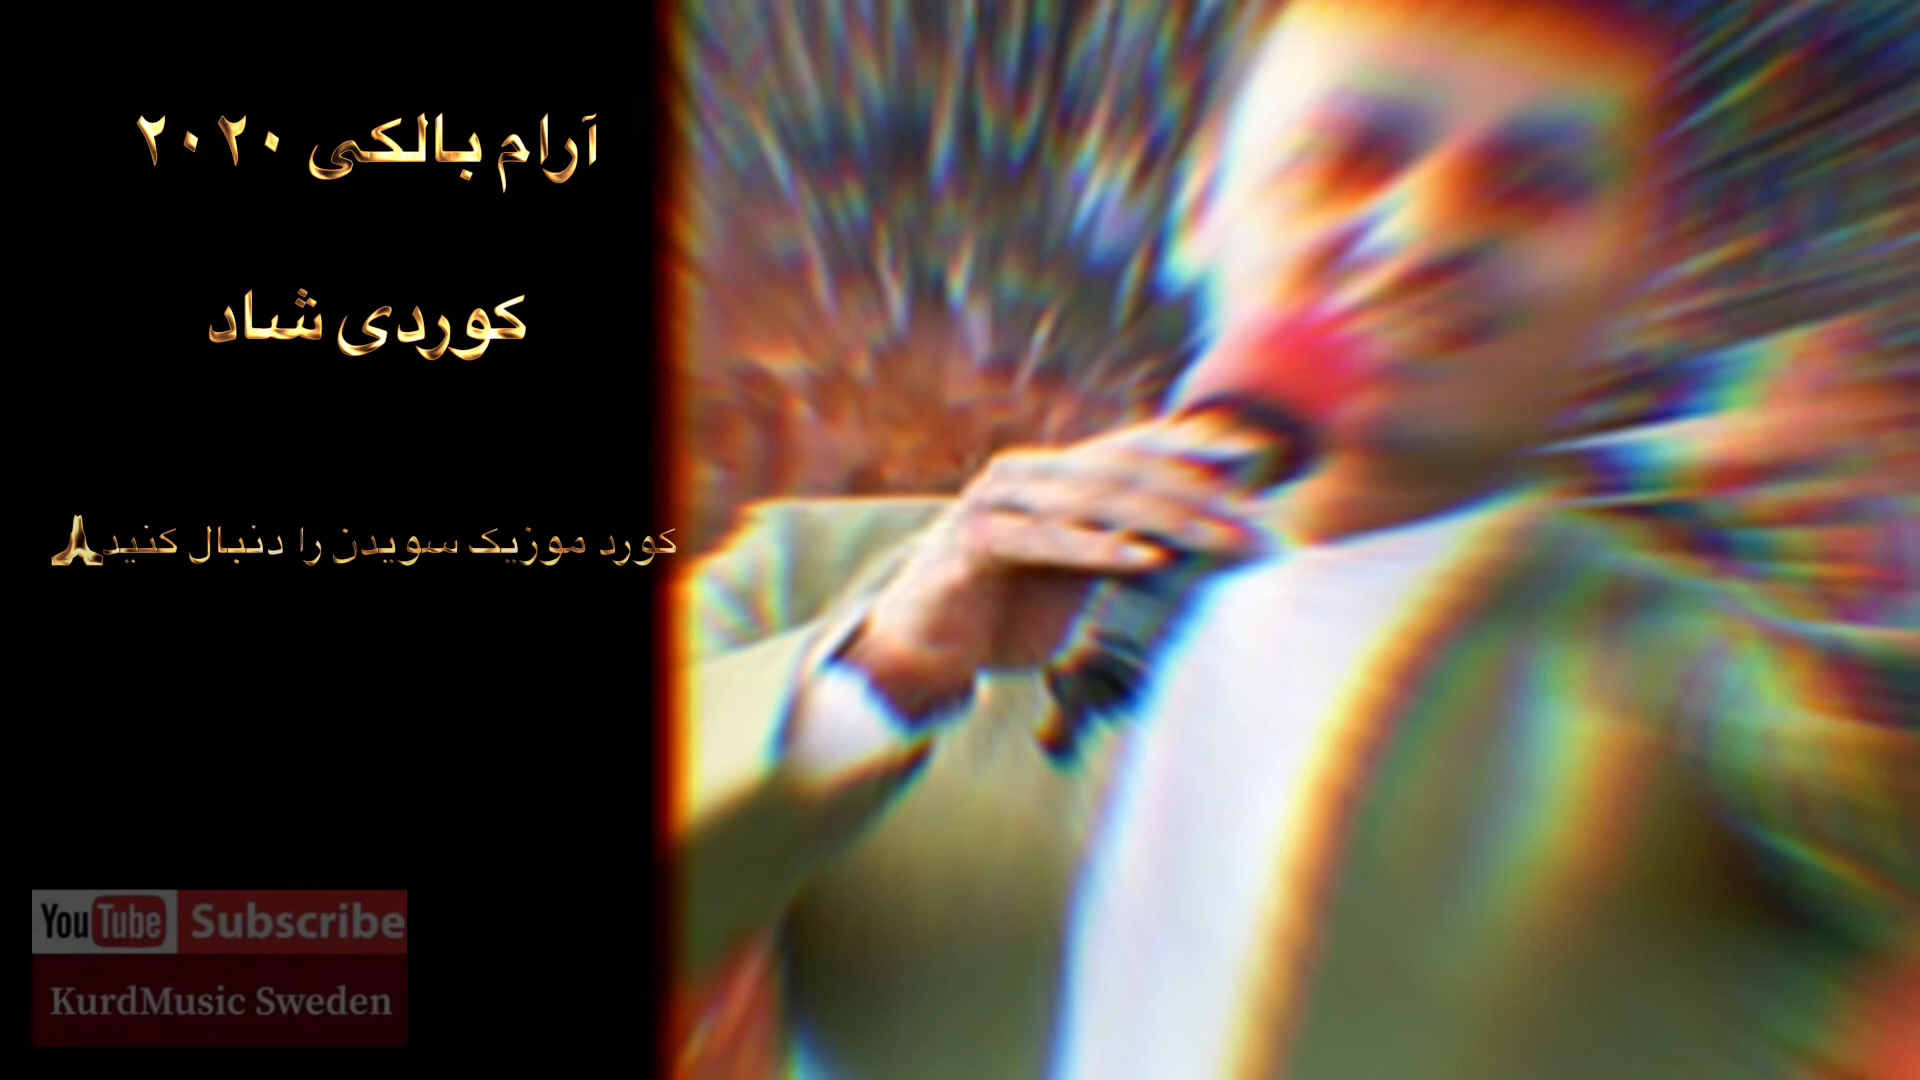 آرام بالکی ۲۰۲۰
کوردی شاد
کورد موزیک سویدن را دنبال کنید🙏
YouTube Subscribe
KurdMusic Sweden